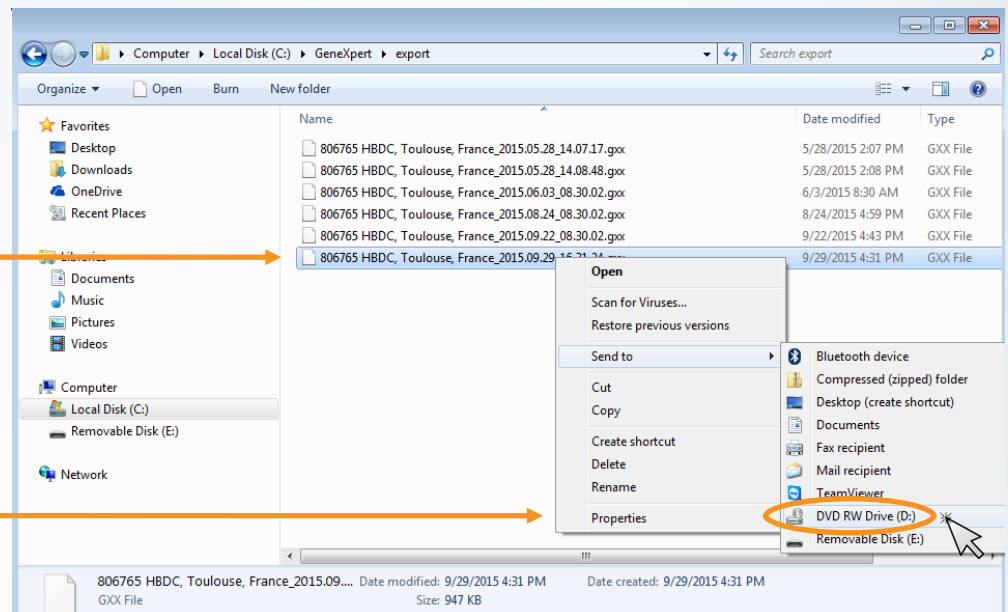 Computer ▸ Local Disk (C:) ▸ GeneXpert ▸ export
Search export
Organize ▾ Open Burn New folder
Favorites
Desktop
Downloads
OneDrive
Recent Places
Libraries
Documents
Music
Pictures
Videos
Computer
Local Disk (C:)
Removable Disk (E:)
Network
Name Date modified Type
806765 HBDC, Toulouse, France_2015.05.28_14.07.17.gxx 5/28/2015 2:07 PM GXX File
806765 HBDC, Toulouse, France_2015.05.28_14.08.48.gxx 5/28/2015 2:08 PM GXX File
806765 HBDC, Toulouse, France_2015.06.03_08.30.02.gxx 6/3/2015 8:30 AM GXX File
806765 HBDC, Toulouse, France_2015.08.24_08.30.02.gxx 8/24/2015 4:59 PM GXX File
806765 HBDC, Toulouse, France_2015.09.22_08.30.02.gxx 9/22/2015 4:43 PM GXX File
806765 HBDC, Toulouse, France_2015.09.29 9/29/2015 4:31 PM GXX File
Open
Scan for Viruses...
Restore previous versions
Send to
Cut
Copy
Create shortcut
Delete
Rename
Properties
Bluetooth device
Compressed (zipped) folder
Desktop (create shortcut)
Documents
Fax recipient
Mail recipient
TeamViewer
DVD RW Drive (D:)
Removable Disk (E:)
806765 HBDC, Toulouse, France_2015.09.... Date modified: 9/29/2015 4:31 PM Date created: 9/29/2015 4:31 PM
GXX File Size: 947 KB